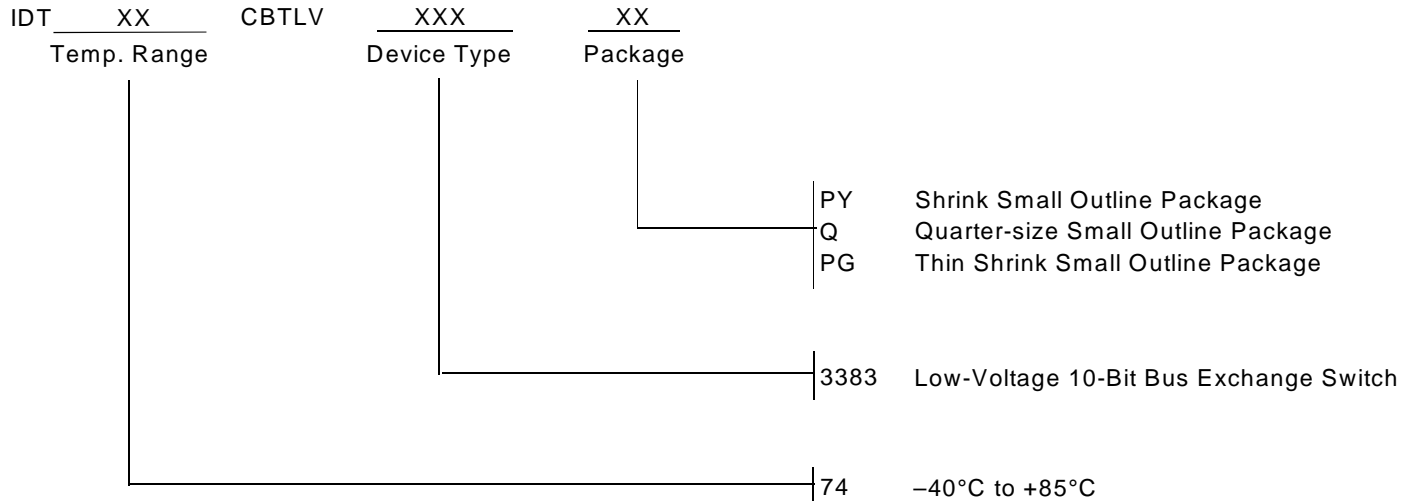 IDT XX CBTLV XXX XX
Temp. Range Device Type Package
PY Shrink Small Outline Package
Q Quarter-size Small Outline Package
PG Thin Shrink Small Outline Package
3383 Low-Voltage 10-Bit Bus Exchange Switch
74 –40°C to +85°C